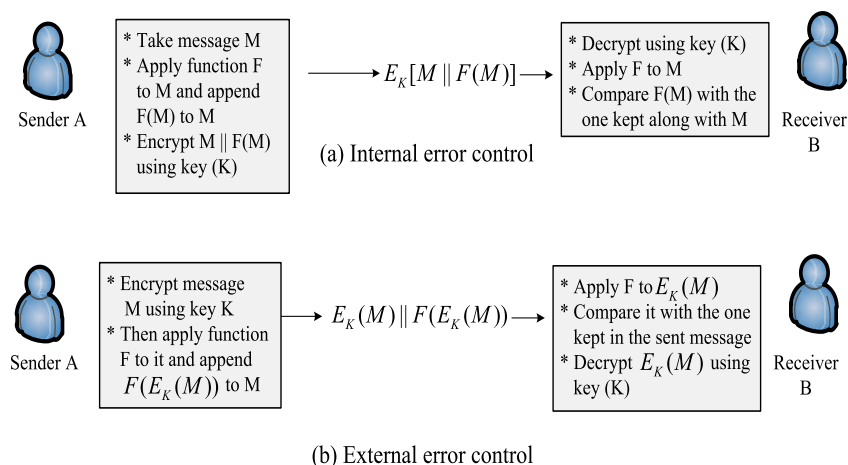 * Take message M
* Apply function F
to M and append
F(M) to M
* Encrypt M || F(M)
using key (K)
Sender A
E_K[M || F(M)]
* Decrypt using key (K)
* Apply F to M
* Compare F(M) with the
one kept along with M
Receiver
B
(a) Internal error control
* Encrypt message
M using key K
* Then apply function
F to it and append
F(E_K(M)) to M
Sender A
E_K(M) || F(E_K(M))
* Apply F to E_K(M)
* Compare it with the one
kept in the sent message
* Decrypt E_K(M) using
key (K)
Receiver
B
(b) External error control